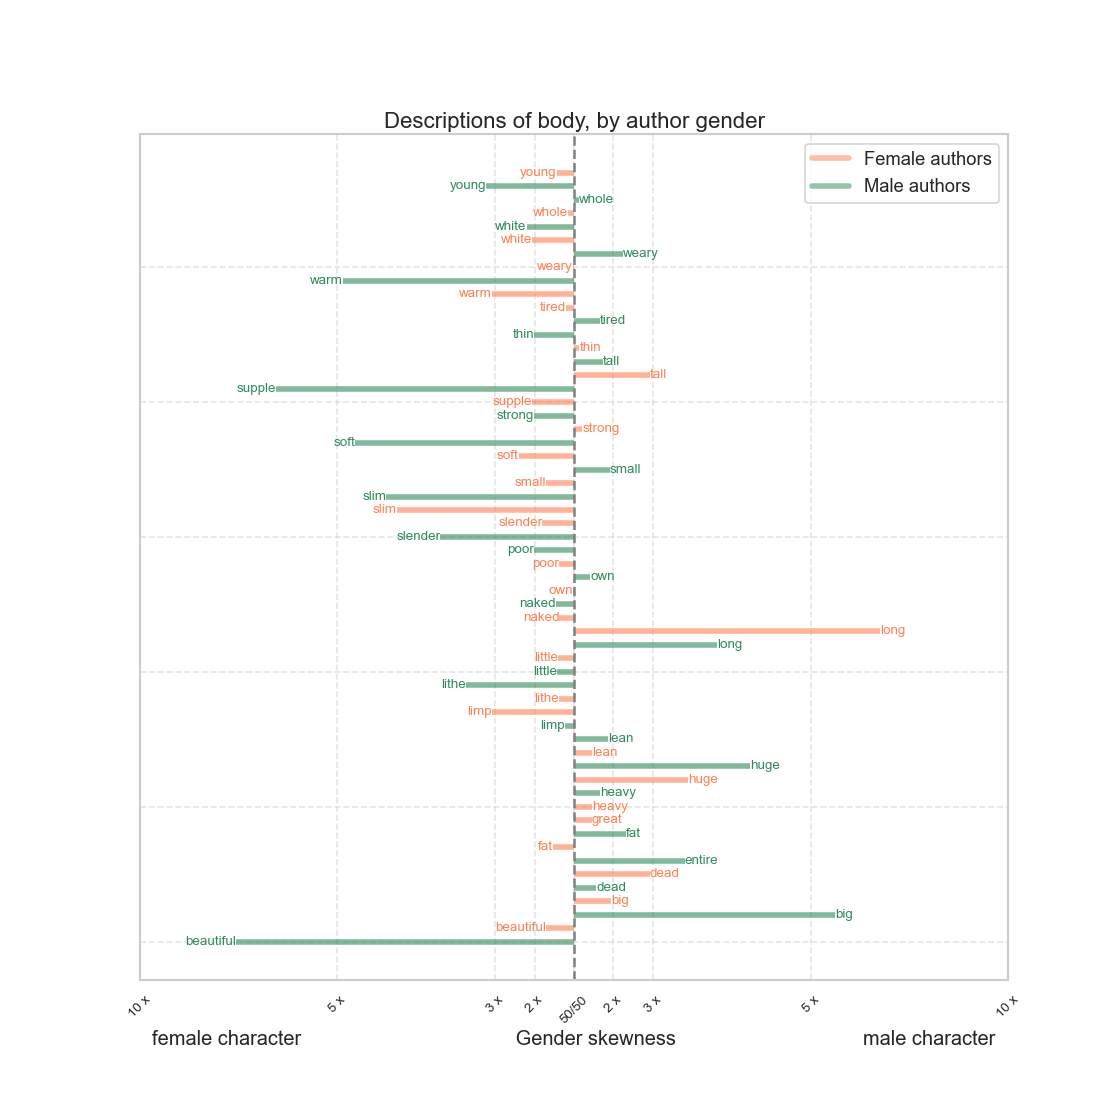 Descriptions of body, by author gender
Female authors
Male authors
young
young
whole
whole
white
white
weary
weary
warm
warm
tired
tired
thin
thin
tall
tall
supple
supple
strong
strong
soft
soft
small
small
slim
slim
slender
slender
poor
poor
own
own
naked
naked
long
long
little
little
lithe
lithe
limp
limp
lean
lean
huge
huge
heavy
heavy
great
fat
fat
entire
dead
dead
big
big
beautiful
beautiful
10 x 5 x 3 x 2 x 50/50 2 x 3 x 5 x 10 x
female character Gender skewness male character